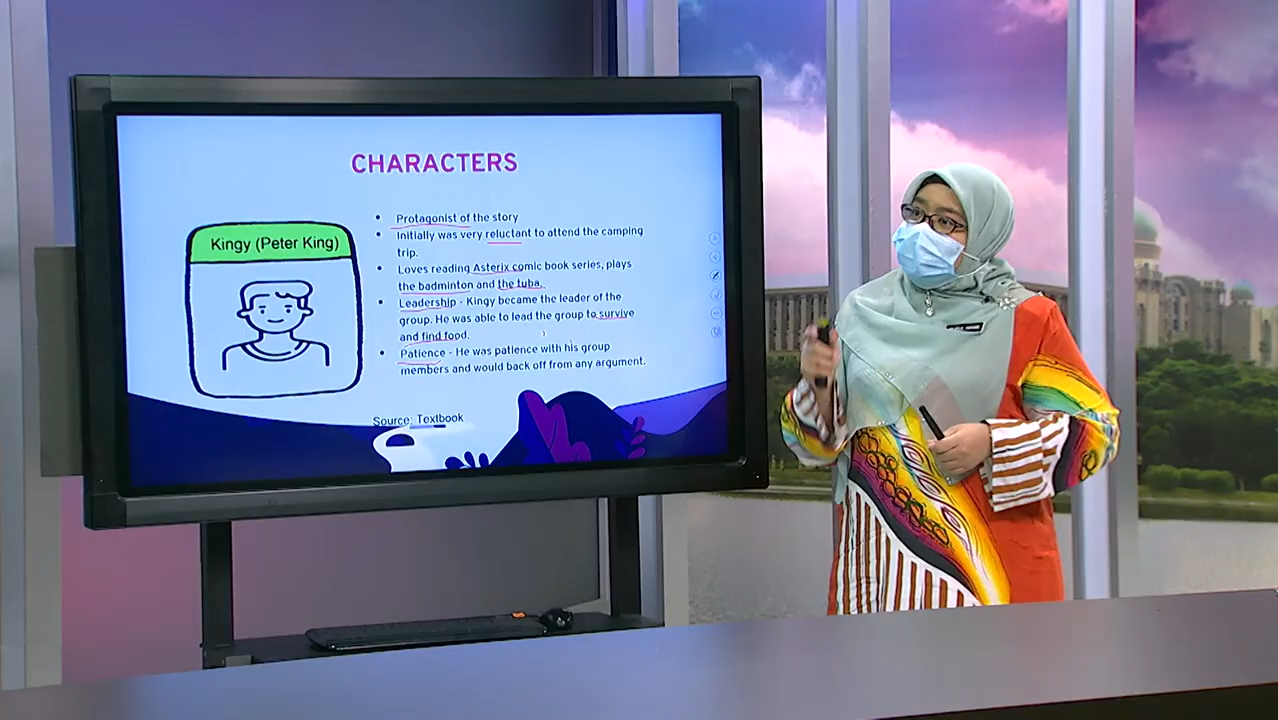 CHARACTERS
Kingy (Peter King)
• Protagonist of the story
• Initially was very reluctant to attend the camping
trip.
• Loves reading Asterix comic book series, plays
the badminton and the tuba.
• Leadership - Kingy became the leader of the
group. He was able to lead the group to survive
and find food.
• Patience - He was patience with his group
members and would back off from any argument.
Source: Textbook